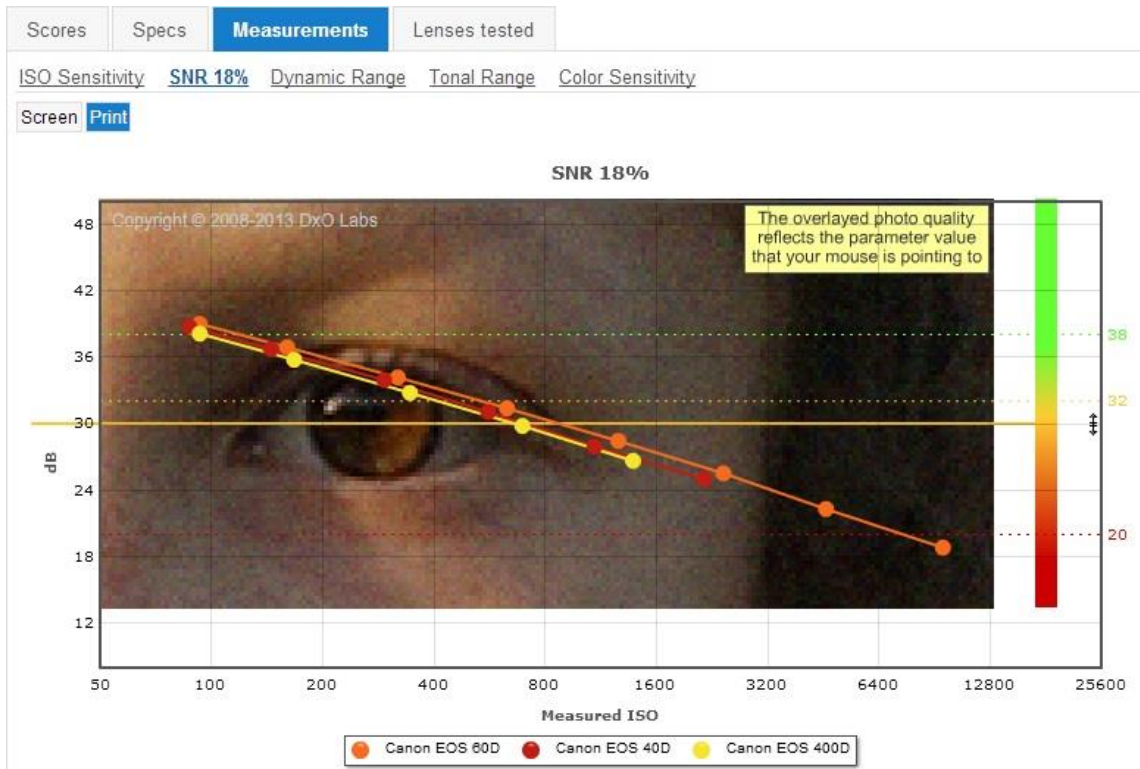 Scores Specs Measurements Lenses tested
ISO Sensitivity SNR 18% Dynamic Range Tonal Range Color Sensitivity
Screen Print
SNR 18%
Copyright © 2008-2013 DxO Labs
The overlayed photo quality
reflects the parameter value
that your mouse is pointing to
48
42
38
36
32
30
dB
24
20
18
12
50 100 200 400 800 1600 3200 6400 12800 25600
Measured ISO
Canon EOS 60D Canon EOS 40D Canon EOS 400D